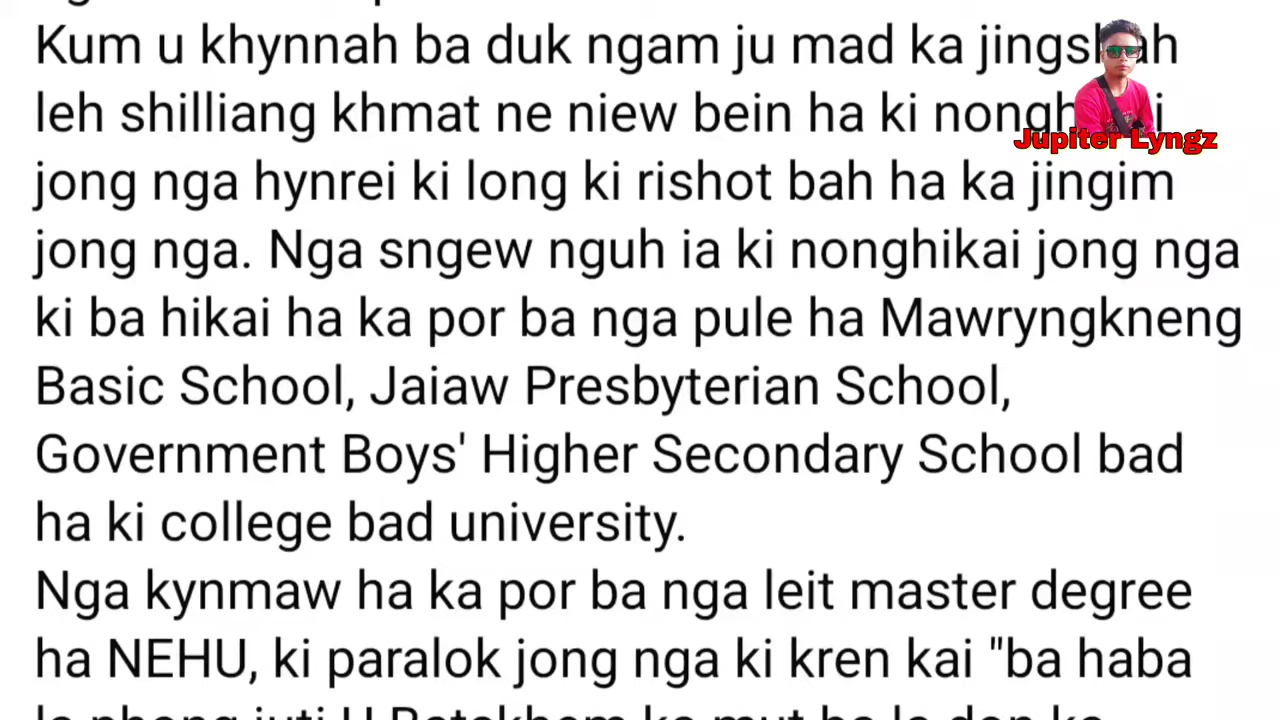 Kum u khynnah ba duk ngam ju mad ka
leh shilliang khmat ne niew bein ha ki
Jupiter Lyngz
jong nga hynrei ki long ki rishot bah ha ka jingim
jong nga. Nga sngew nguh ia ki nonghikai jong nga
ki ba hikai ha ka por ba nga pule ha Mawryngkneng
Basic School, Jaiaw Presbyterian School,
Government Boys' Higher Secondary School bad
ha ki college bad university.
Nga kynmaw ha ka por ba nga leit master degree
ha NEHU, ki paralok jong nga ki kren kai "ba haba